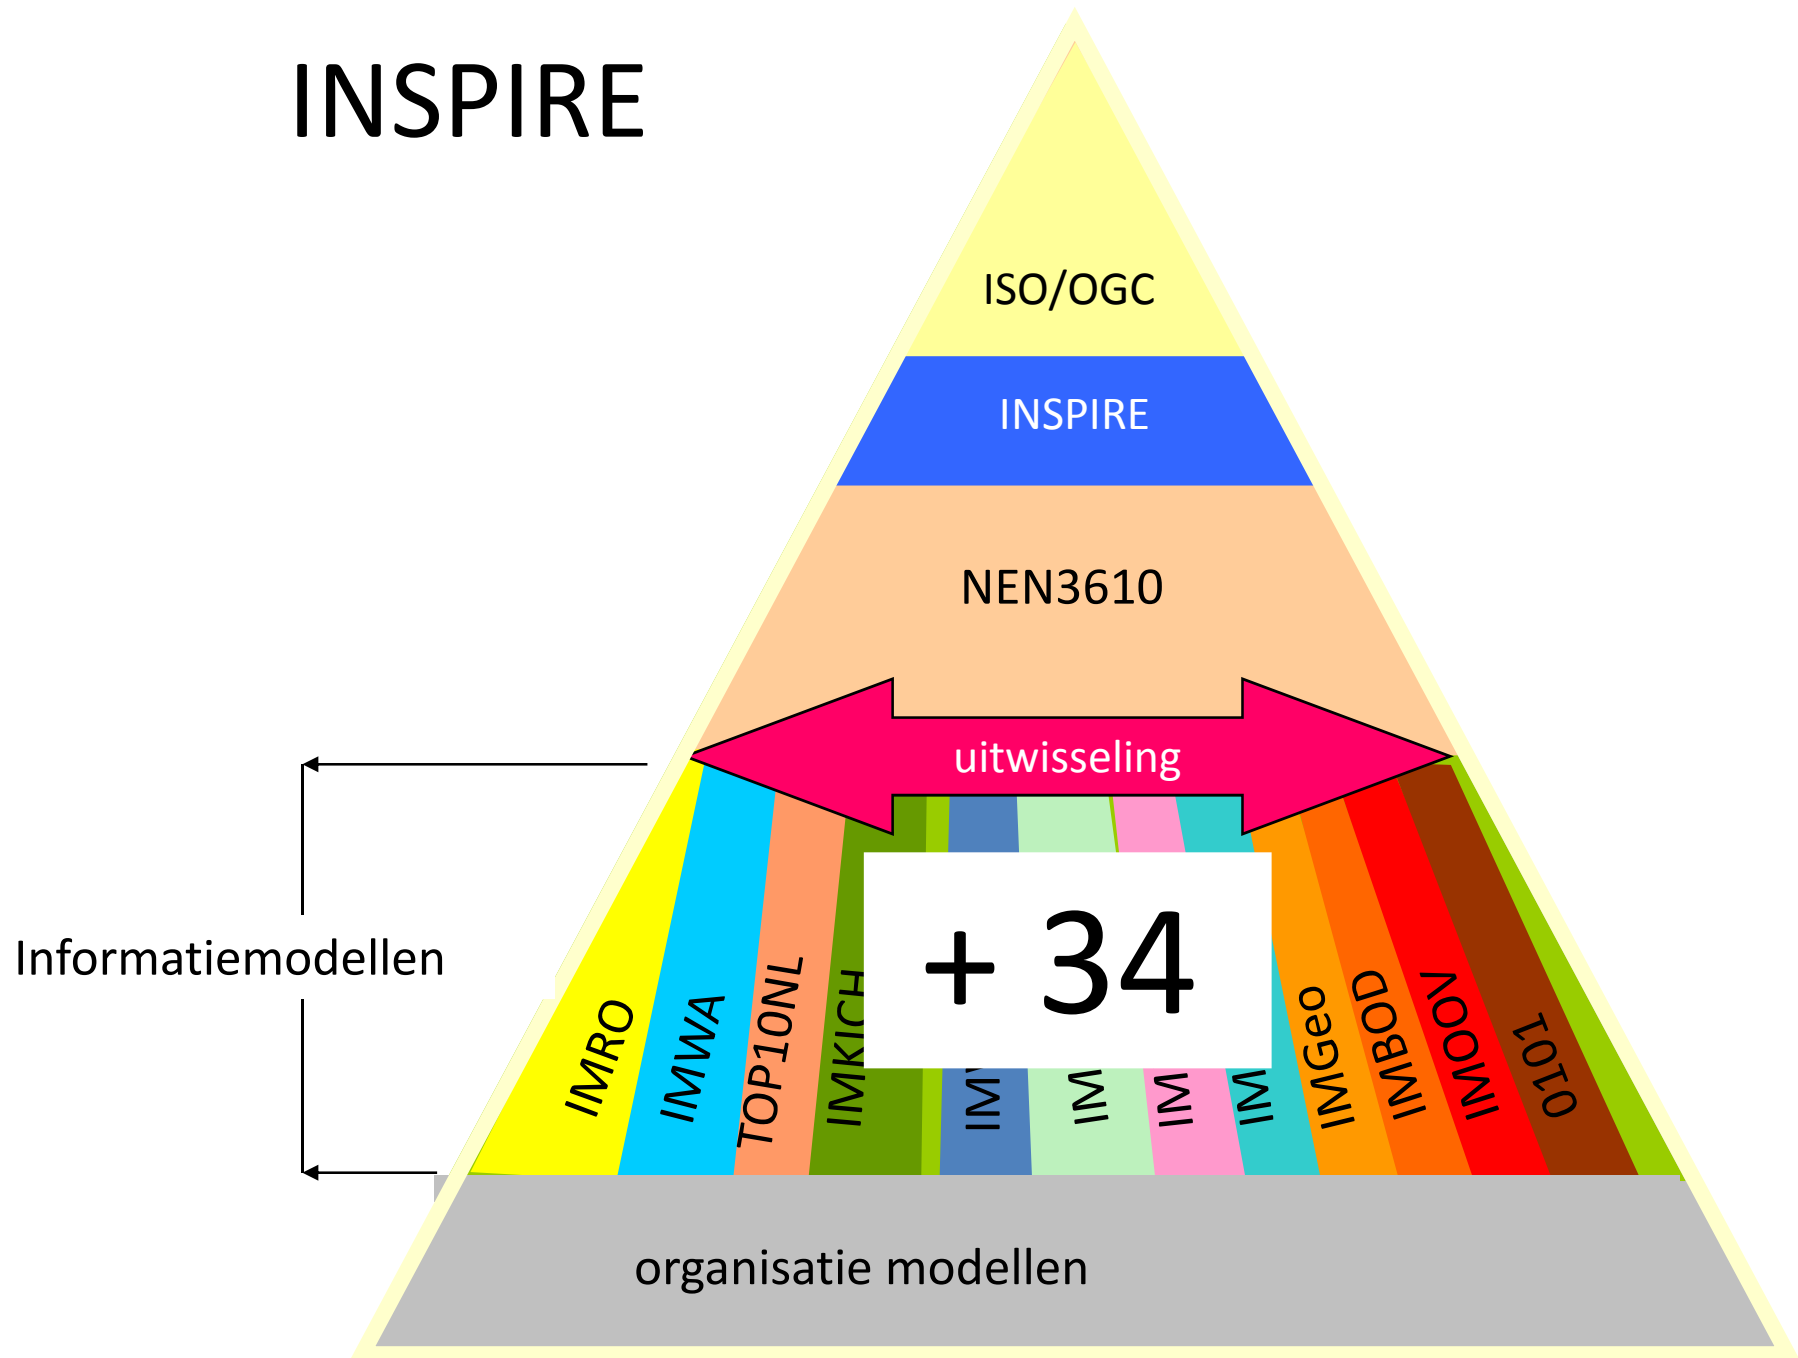 INSPIRE
ISO/OGC
INSPIRE
NEN3610
uitwisseling
+ 34
Informatiemodellen
IMRO
IMWA
TOP10NL
IMKICH
IMGeo
IMBOD
IMOOV
0101
organisatie modellen